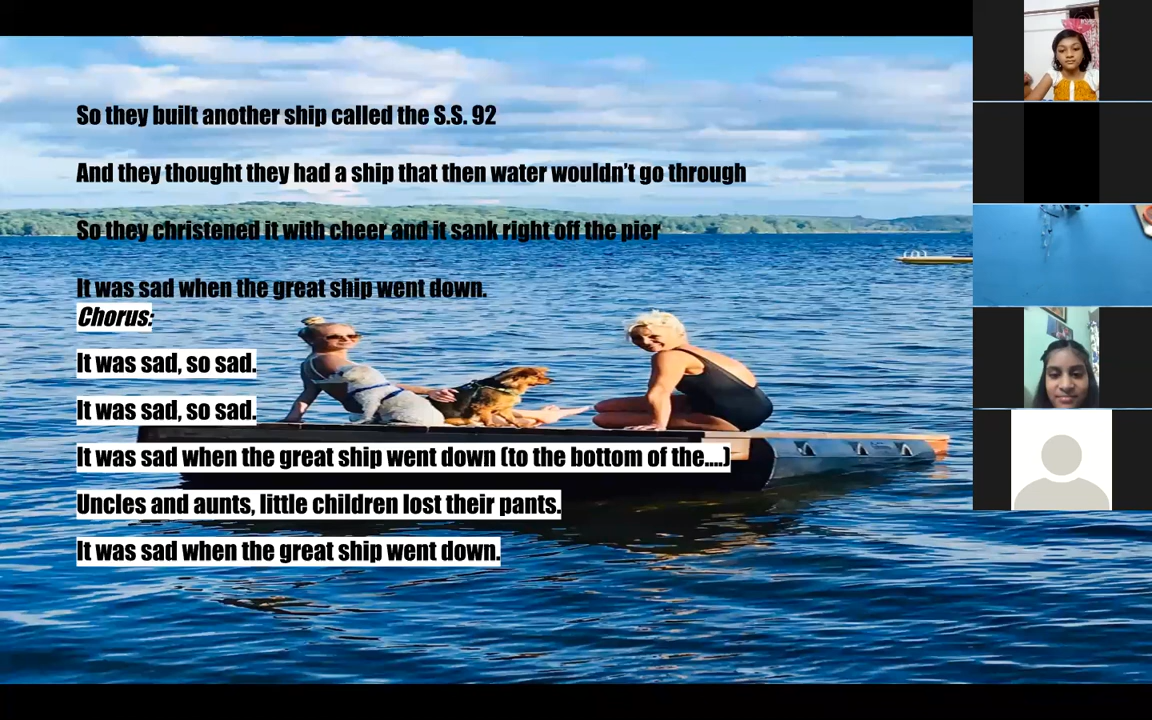 So they built another ship called the S.S. 92
And they thought they had a ship that then water wouldn't go through
So they christened it with cheer and it sank right off the pier
It was sad when the great ship went down.
Chorus:
It was sad, so sad.
It was sad, so sad.
It was sad when the great ship went down (to the bottom of the....)
Uncles and aunts, little children lost their pants.
It was sad when the great ship went down.